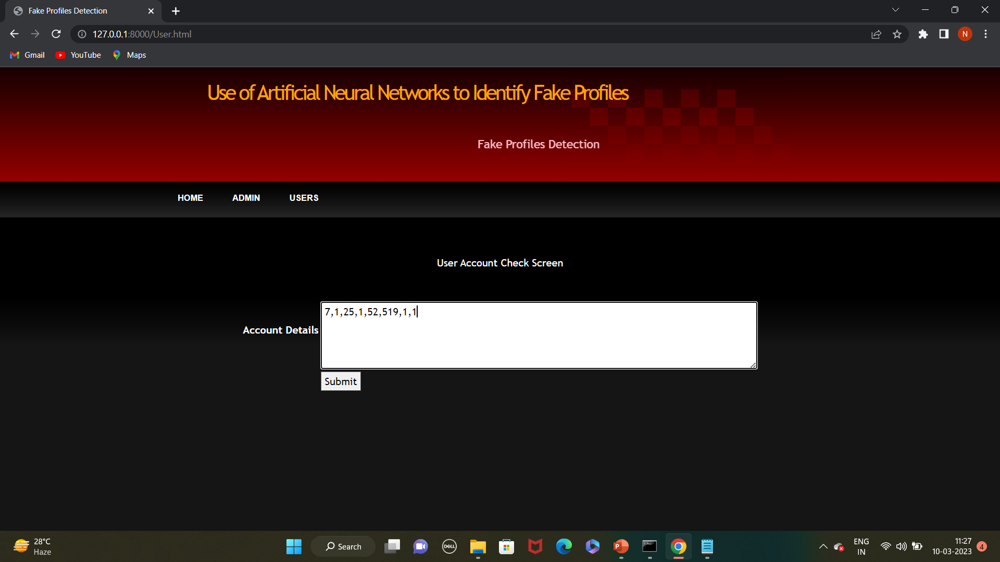 Fake Profiles Detection
127.0.0.1:8000/User.html
N
Gmail
YouTube
Maps
Use of Artificial Neural Networks to Identify Fake Profiles
Fake Profiles Detection
HOME
ADMIN
USERS
User Account Check Screen
Account Details
7,1,25,1,52,519,1,1
Submit
28°C
Haze
Search
DELL
P
ENG
IN
11:27
10-03-2023
4